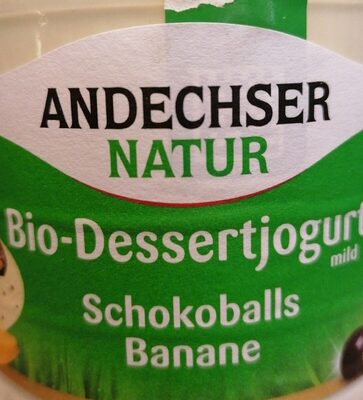 ANDECHSER
NATUR
Bio-Dessertjogurt
mild
Schokoballs
Banane